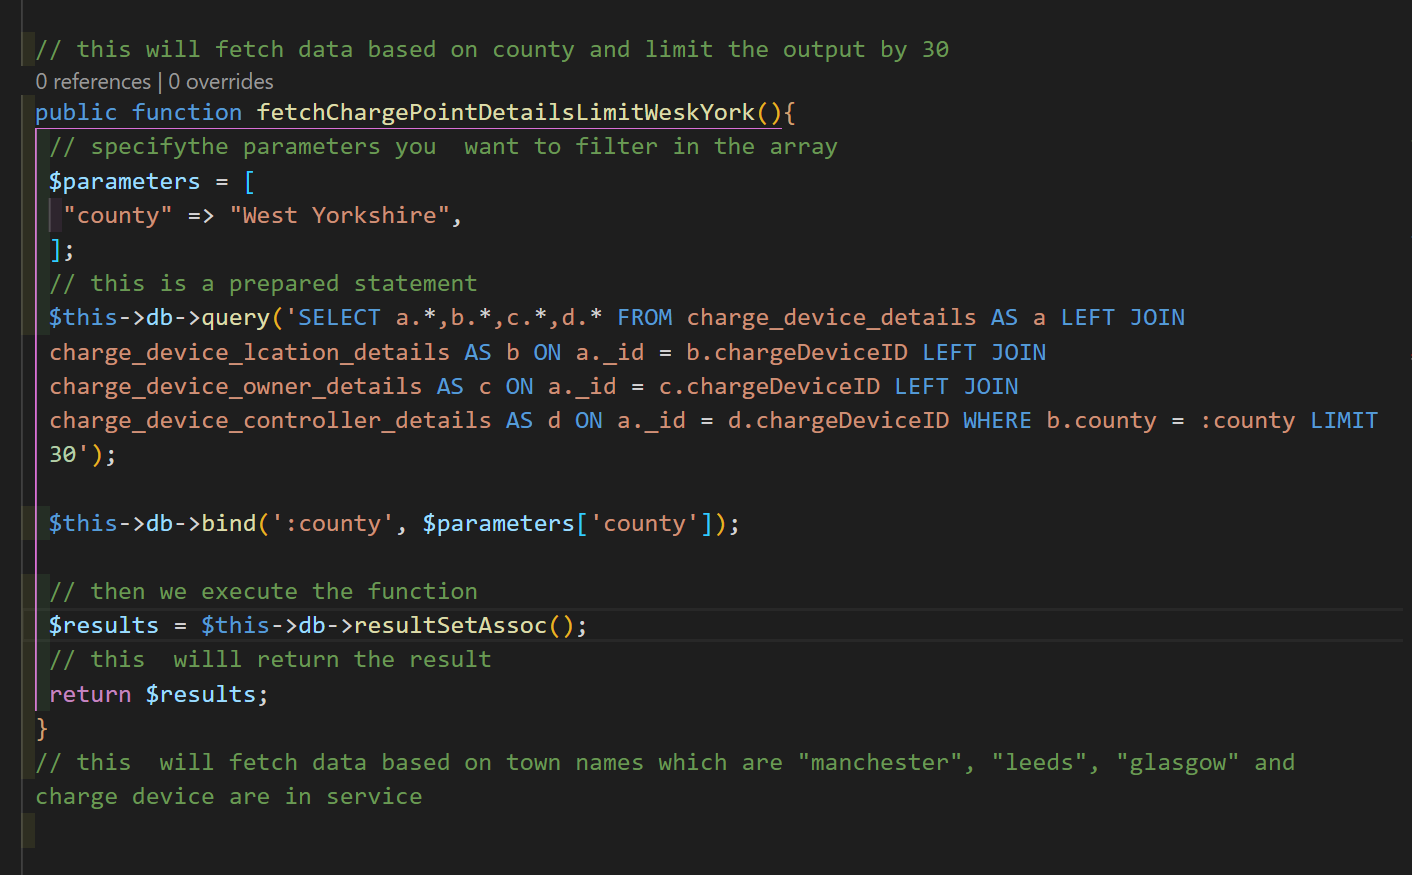 // this will fetch data based on county and limit the output by 30
0 references | 0 overrides
public function fetchChargePointDetailsLimitWeskYork(){
// specifythe parameters you  want to filter in the array
$parameters = [
"county" => "West Yorkshire",
];
// this is a prepared statement
$this->db->query('SELECT a.*,b.*,c.*,d.* FROM charge_device_details AS a LEFT JOIN
charge_device_lcation_details AS b ON a._id = b.chargeDeviceID LEFT JOIN
charge_device_owner_details AS c ON a._id = c.chargeDeviceID LEFT JOIN
charge_device_controller_details AS d ON a._id = d.chargeDeviceID WHERE b.county = :county LIMIT
30');
$this->db->bind(':county', $parameters['county']);
// then we execute the function
$results = $this->db->resultSetAssoc();
// this  willl return the result
return $results;
}
// this  will fetch data based on town names which are "manchester", "leeds", "glasgow" and
charge device are in service